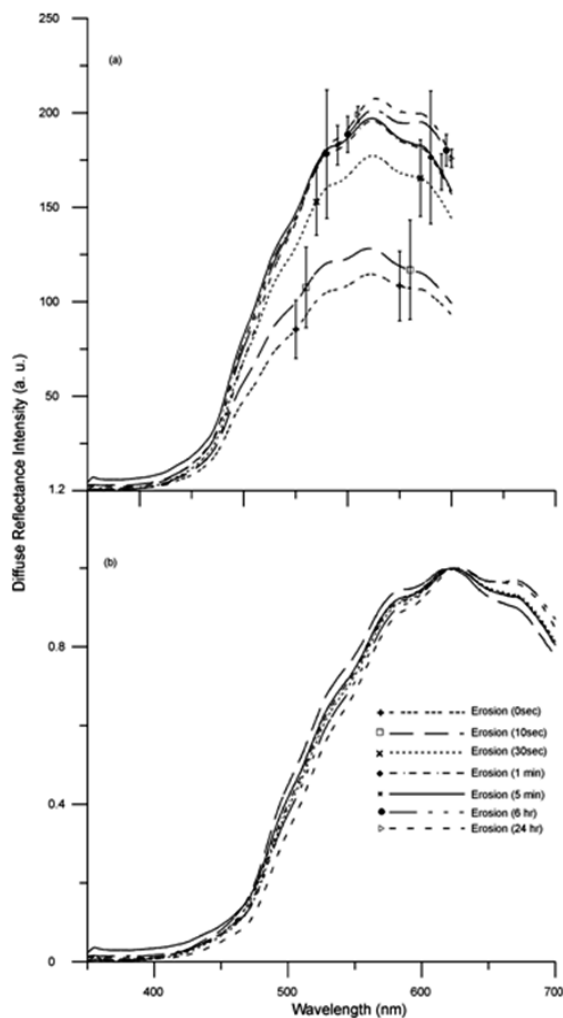 250
(a)
200
150
100
50
1.2
Diffuse Reflectance Intensity (a. u.)
(b)
0.8
0.4
0
Erosion (0sec)
Erosion (10sec)
Erosion (30sec)
Erosion (1 min)
Erosion (5 min)
Erosion (6 hr)
Erosion (24 hr)
400 500 600 700
Wavelength (nm)